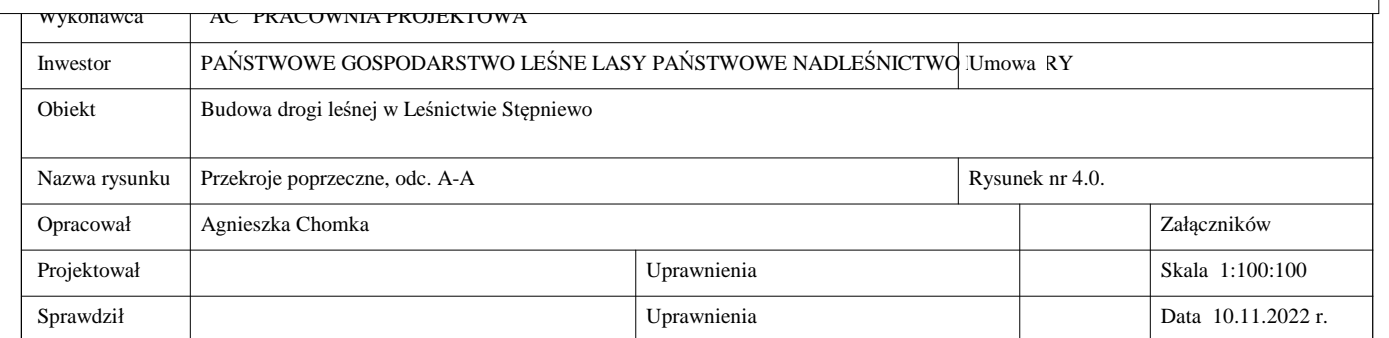 Wykonawca "AC" PRACOWNIA PROJEKTOWA
Inwestor PAŃSTWOWE GOSPODARSTWO LEŚNE LASY PAŃSTWOWE NADLEŚNICTWO Umowa RY
Obiekt Budowa drogi leśnej w Leśnictwie Stępniewo
Nazwa rysunku Przekroje poprzeczne, odc. A-A Rysunek nr 4.0.
Opracował Agnieszka Chomka Załączników
Projektował Uprawnienia Skala 1:100:100
Sprawdził Uprawnienia Data 10.11.2022 r.